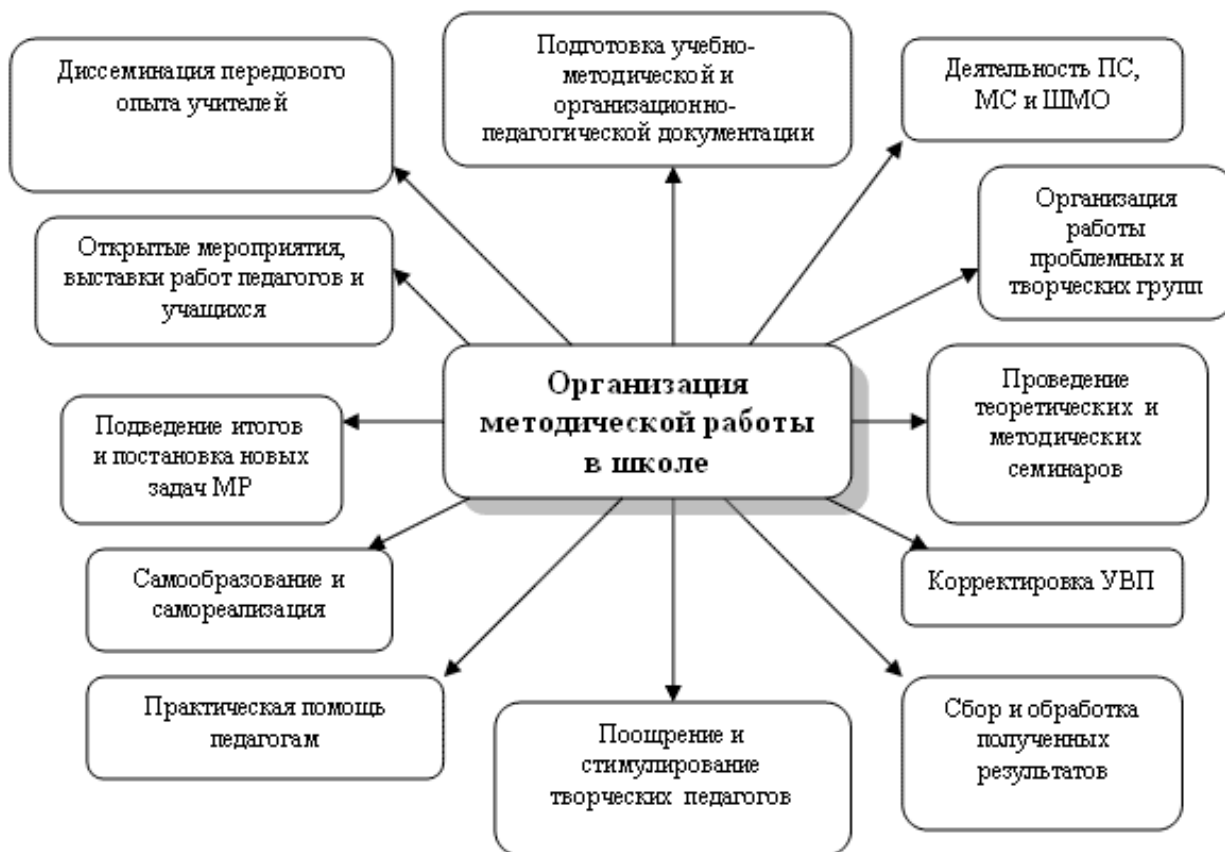 Диссеминация передового
опыта учителей
Подготовка учебно-
методической и
организационно-
педагогической документации
Деятельность ПС,
МС и ШМО
Организация
работы
проблемных и
творческих групп
Открытые мероприятия,
выставки работ педагогов и
учащихся
Организация
методической работы
в школе
Проведение
теоретических и
методических
семинаров
Подведение итогов
и постановка новых
задач МР
Самообразование и
самореализация
Корректировка УВП
Практическая помощь
педагогам
Поощрение и
стимулирование
творческих педагогов
Сбор и обработка
полученных
результатов